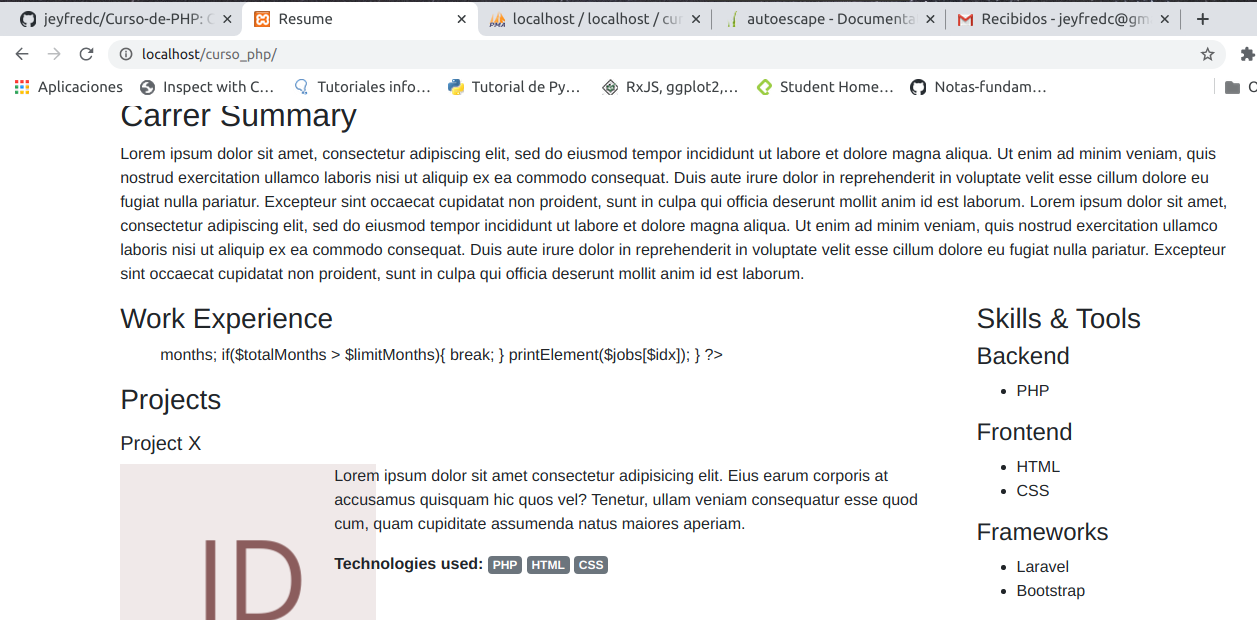 jeyfredc/Curso-de-PHP: C
Resume
localhost / localhost / cur
autoescape - Documenta
Recibidos - jeyfredc@gm
localhost/curso_php/
Aplicaciones
Inspect with C...
Tutoriales info...
Tutorial de Py...
RxJS, ggplot2,...
Student Home...
Notas-fundam...
Carrer Summary
Lorem ipsum dolor sit amet, consectetur adipiscing elit, sed do eiusmod tempor incididunt ut labore et dolore magna aliqua. Ut enim ad minim veniam, quis
nostrud exercitation ullamco laboris nisi ut aliquip ex ea commodo consequat. Duis aute irure dolor in reprehenderit in voluptate velit esse cillum dolore eu
fugiat nulla pariatur. Excepteur sint occaecat cupidatat non proident, sunt in culpa qui officia deserunt mollit anim id est laborum. Lorem ipsum dolor sit amet,
consectetur adipiscing elit, sed do eiusmod tempor incididunt ut labore et dolore magna aliqua. Ut enim ad minim veniam, quis nostrud exercitation ullamco
laboris nisi ut aliquip ex ea commodo consequat. Duis aute irure dolor in reprehenderit in voluptate velit esse cillum dolore eu fugiat nulla pariatur. Excepteur
sint occaecat cupidatat non proident, sunt in culpa qui officia deserunt mollit anim id est laborum.
Work Experience
months; if($totalMonths > $limitMonths){ break; } printElement($jobs[$idx]); } ?>
Projects
Project X
Lorem ipsum dolor sit amet consectetur adipisicing elit. Eius earum corporis at
accusamus quisquam hic quos vel? Tenetur, ullam veniam consequatur esse quod
cum, quam cupiditate assumenda natus maiores aperiam.
Technologies used: PHP HTML CSS
ID
Skills & Tools
Backend
PHP
Frontend
HTML
CSS
Frameworks
Laravel
Bootstrap